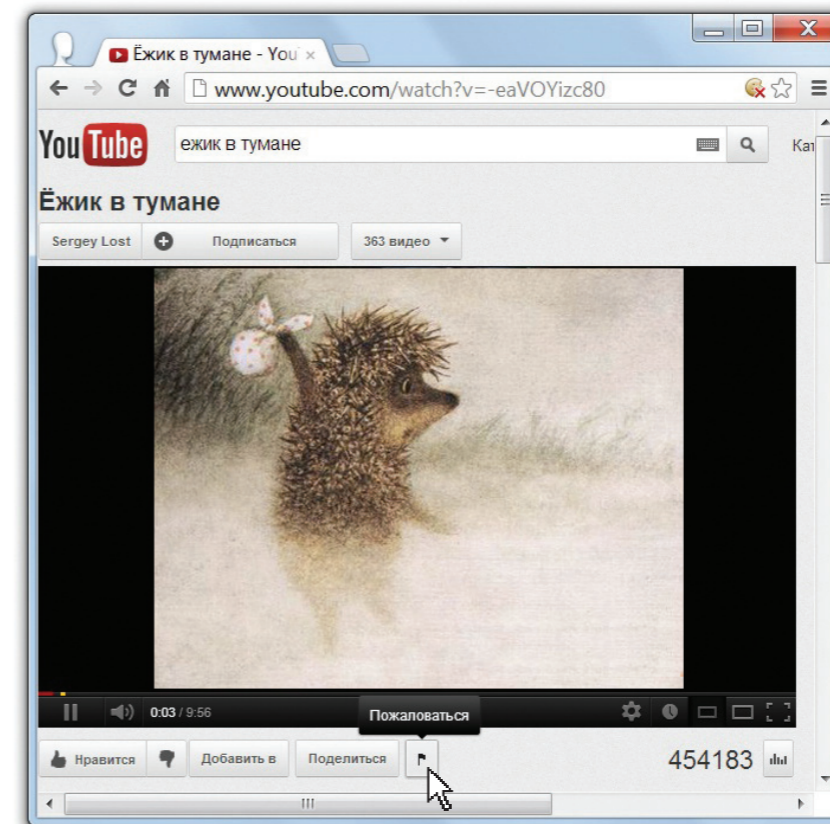 Ёжик в тумане - You
www.youtube.com/watch?v=-eaVOYizc80
YouTube
ежик в тумане
Кат
Ёжик в тумане
Sergey Lost
Подписаться
363 видео
0:03 / 9:56
Пожаловаться
Нравится
Добавить в
Поделиться
454183